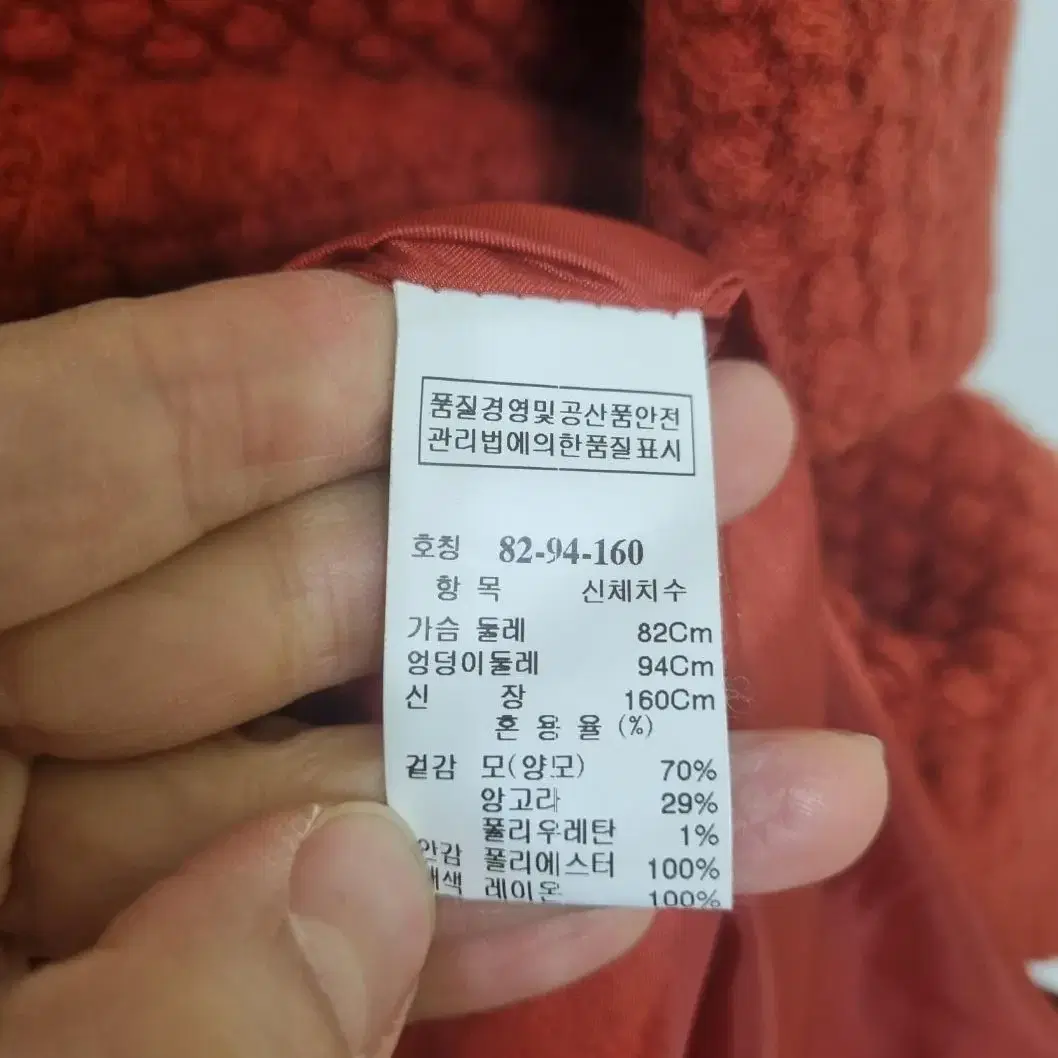 품질경영및공산품안전
관리법에의한품질표시
호칭 82-94-160
항 목 신체치수
가슴 둘레 82Cm
엉덩이둘레 94Cm
신 장 160Cm
혼 용 율 (%)
겉감 모(양모) 70%
앙고라 29%
폴리우레탄 1%
안감 폴리에스터 100%
배색 레이온 100%